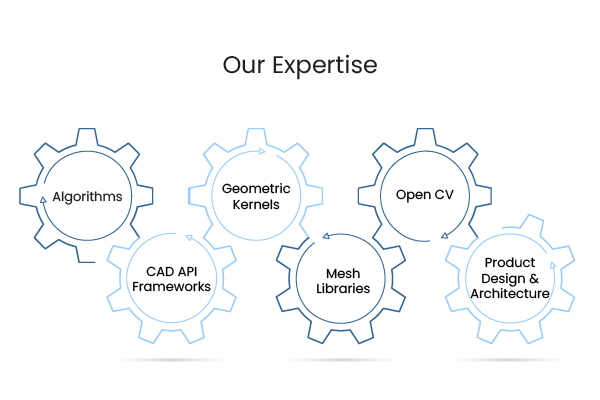 Our Expertise
Algorithms
CAD API
Frameworks
Geometric
Kernels
Mesh
Libraries
Open CV
Product
Design &
Architecture